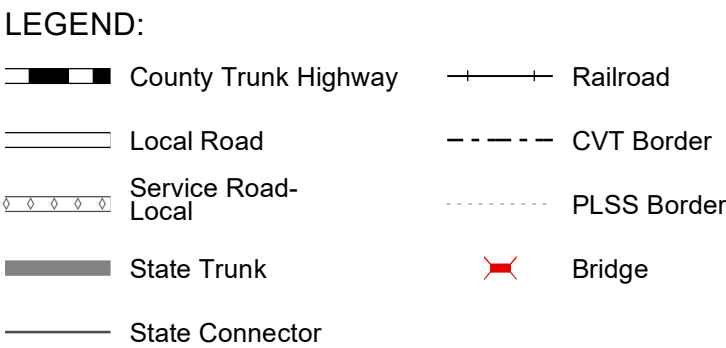 LEGEND:
County Trunk Highway
Local Road
Service Road-
Local
State Trunk
State Connector
Railroad
CVT Border
PLSS Border
Bridge